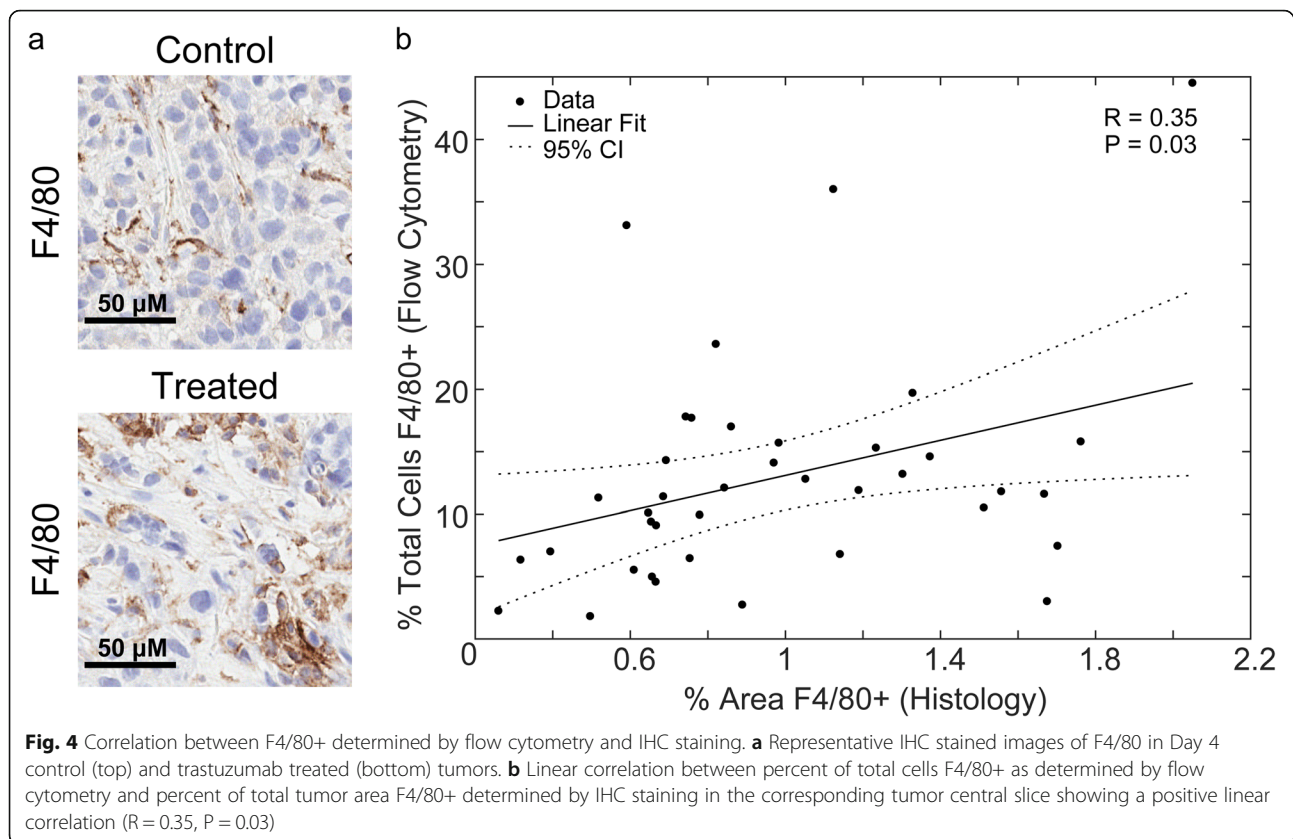 a
Control
F4/80
50 µM
Treated
F4/80
50 µM
b
% Total Cells F4/80+ (Flow Cytometry)
40
30
20
10
Data
Linear Fit
95% CI
R = 0.35
P = 0.03
0 0.6 1 1.4 1.8 2.2
% Area F4/80+ (Histology)
Fig. 4 Correlation between F4/80+ determined by flow cytometry and IHC staining. a Representative IHC stained images of F4/80 in Day 4
control (top) and trastuzumab treated (bottom) tumors. b Linear correlation between percent of total cells F4/80+ as determined by flow
cytometry and percent of total tumor area F4/80+ determined by IHC staining in the corresponding tumor central slice showing a positive linear
correlation (R = 0.35, P = 0.03)